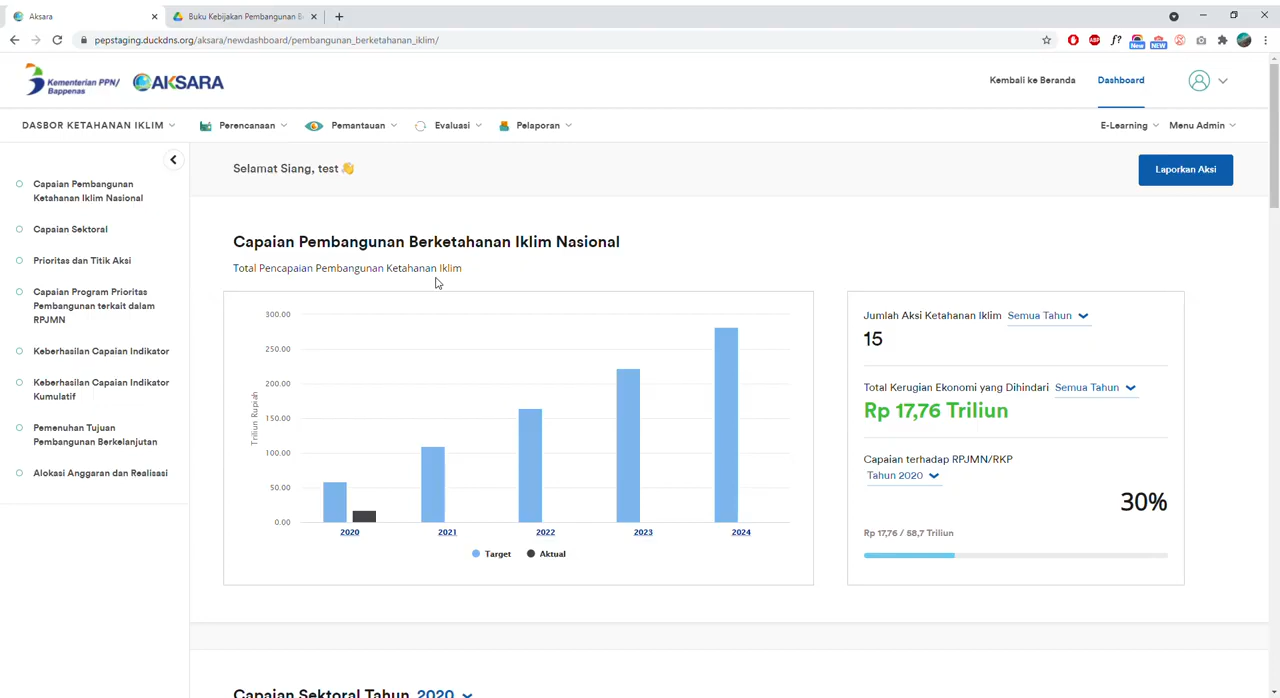 Aksara
Buku Kebijakan Pembangunan B
pepstaging.duckdns.org/aksara/newdashboard/pembangunan_berketahanan_iklim/
ABP
f?
New
NEW
Kementerian PPN/
Bappenas
AKSARA
Kembali ke Beranda
Dashboard
DASBOR KETAHANAN IKLIM
Perencanaan
Pemantauan
Evaluasi
Pelaporan
E-Learning
Menu Admin
Capaian Pembangunan
Ketahanan Iklim Nasional
Capaian Sektoral
Prioritas dan Titik Aksi
Capaian Program Prioritas
Pembangunan terkait dalam
RPJMN
Keberhasilan Capaian Indikator
Keberhasilan Capaian Indikator
Kumulatif
Pemenuhan Tujuan
Pembangunan Berkelanjutan
Alokasi Anggaran dan Realisasi
Selamat Siang, test 👋
Laporkan Aksi
Capaian Pembangunan Berketahanan Iklim Nasional
Total Pencapaian Pembangunan Ketahanan Iklim
Triliun Rupiah
300.00
250.00
200.00
150.00
100.00
50.00
0.00
2020 2021 2022 2023 2024
Target Aktual
Jumlah Aksi Ketahanan Iklim Semua Tahun
15
Total Kerugian Ekonomi yang Dihindari Semua Tahun
Rp 17,76 Triliun
Capaian terhadap RPJMN/RKP
Tahun 2020
30%
Rp 17,76 / 58,7 Triliun
Capaian Sektoral Tahun 2020